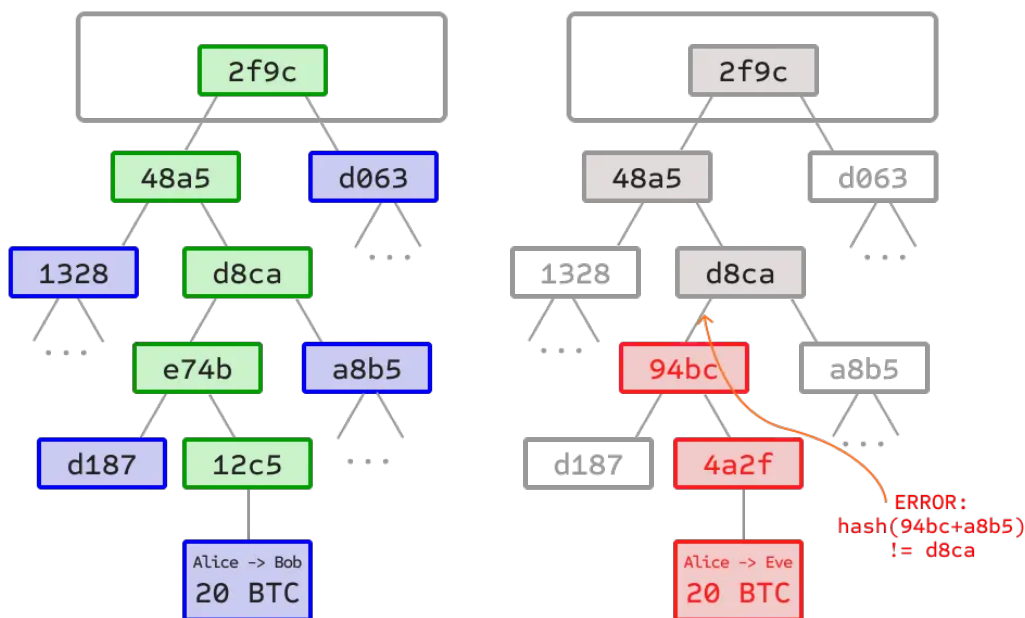 2f9c
48a5
d063
1328
d8ca
...
...
e74b
a8b5
d187
12c5
...
Alice -> Bob
20 BTC
2f9c
48a5
d063
1328
d8ca
...
...
94bc
a8b5
d187
4a2f
...
ERROR:
hash(94bc+a8b5)
!= d8ca
Alice -> Eve
20 BTC